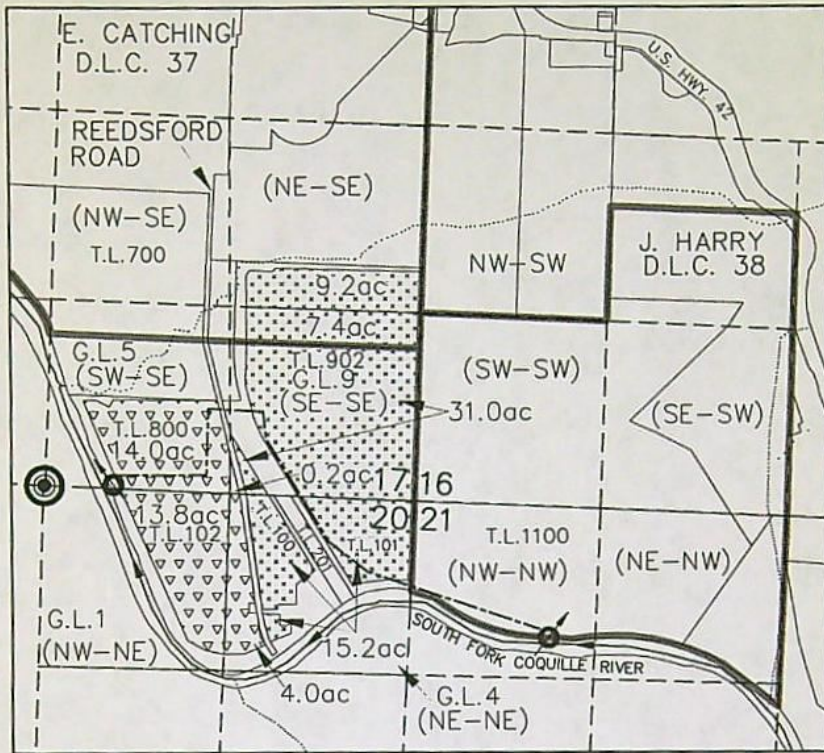 E. CATCHING
D.L.C. 37
U.S. HWY. 42
REEDSFORD
ROAD
(NE-SE)
(NW-SE)
T.L.700
NW-SW
J. HARRY
D.L.C. 38
9.2ac
7.4ac
G.L.5
(SW-SE)
T.L.902
G.L.9
(SE-SE)
(SW-SW)
(SE-SW)
31.0ac
T.L.800
14.0ac
0.2ac
17 16
20 21
13.8ac
T.L.102
T.L.100
T.L.201
T.L.101
T.L.1100
(NW-NW)
(NE-NW)
G.L.1
(NW-NE)
15.2ac
SOUTH FORK COQUILLE RIVER
4.0ac
G.L.4
(NE-NE)